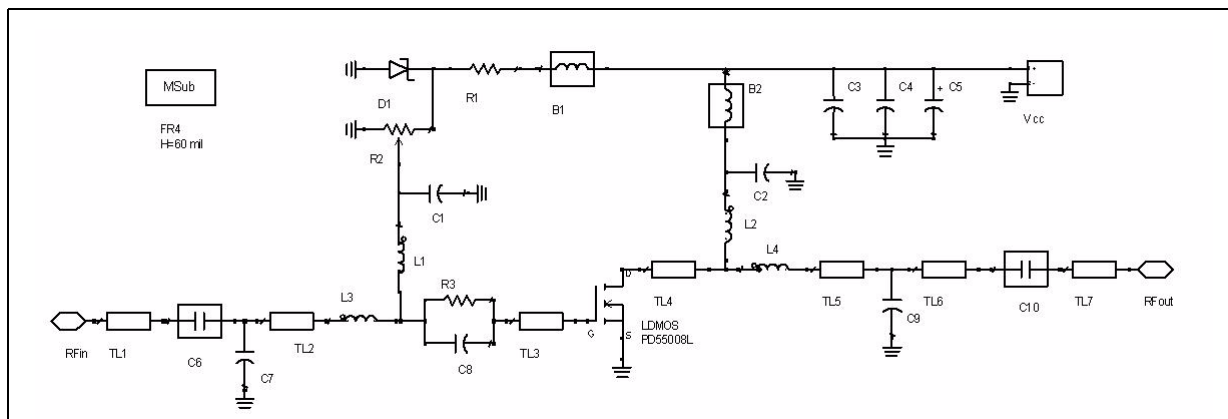 MSub
FR4
H=60 mil
D1
R1
B1
B2
C3
C4
+ C5
+
-
Vcc
R2
C1
C2
L1
L2
L3
R3
L4
RFin
TL1
C6
C7
TL2
C8
TL3
G
D
S
LDMOS
PD55008L
TL4
TL5
C9
TL6
C10
TL7
RFout